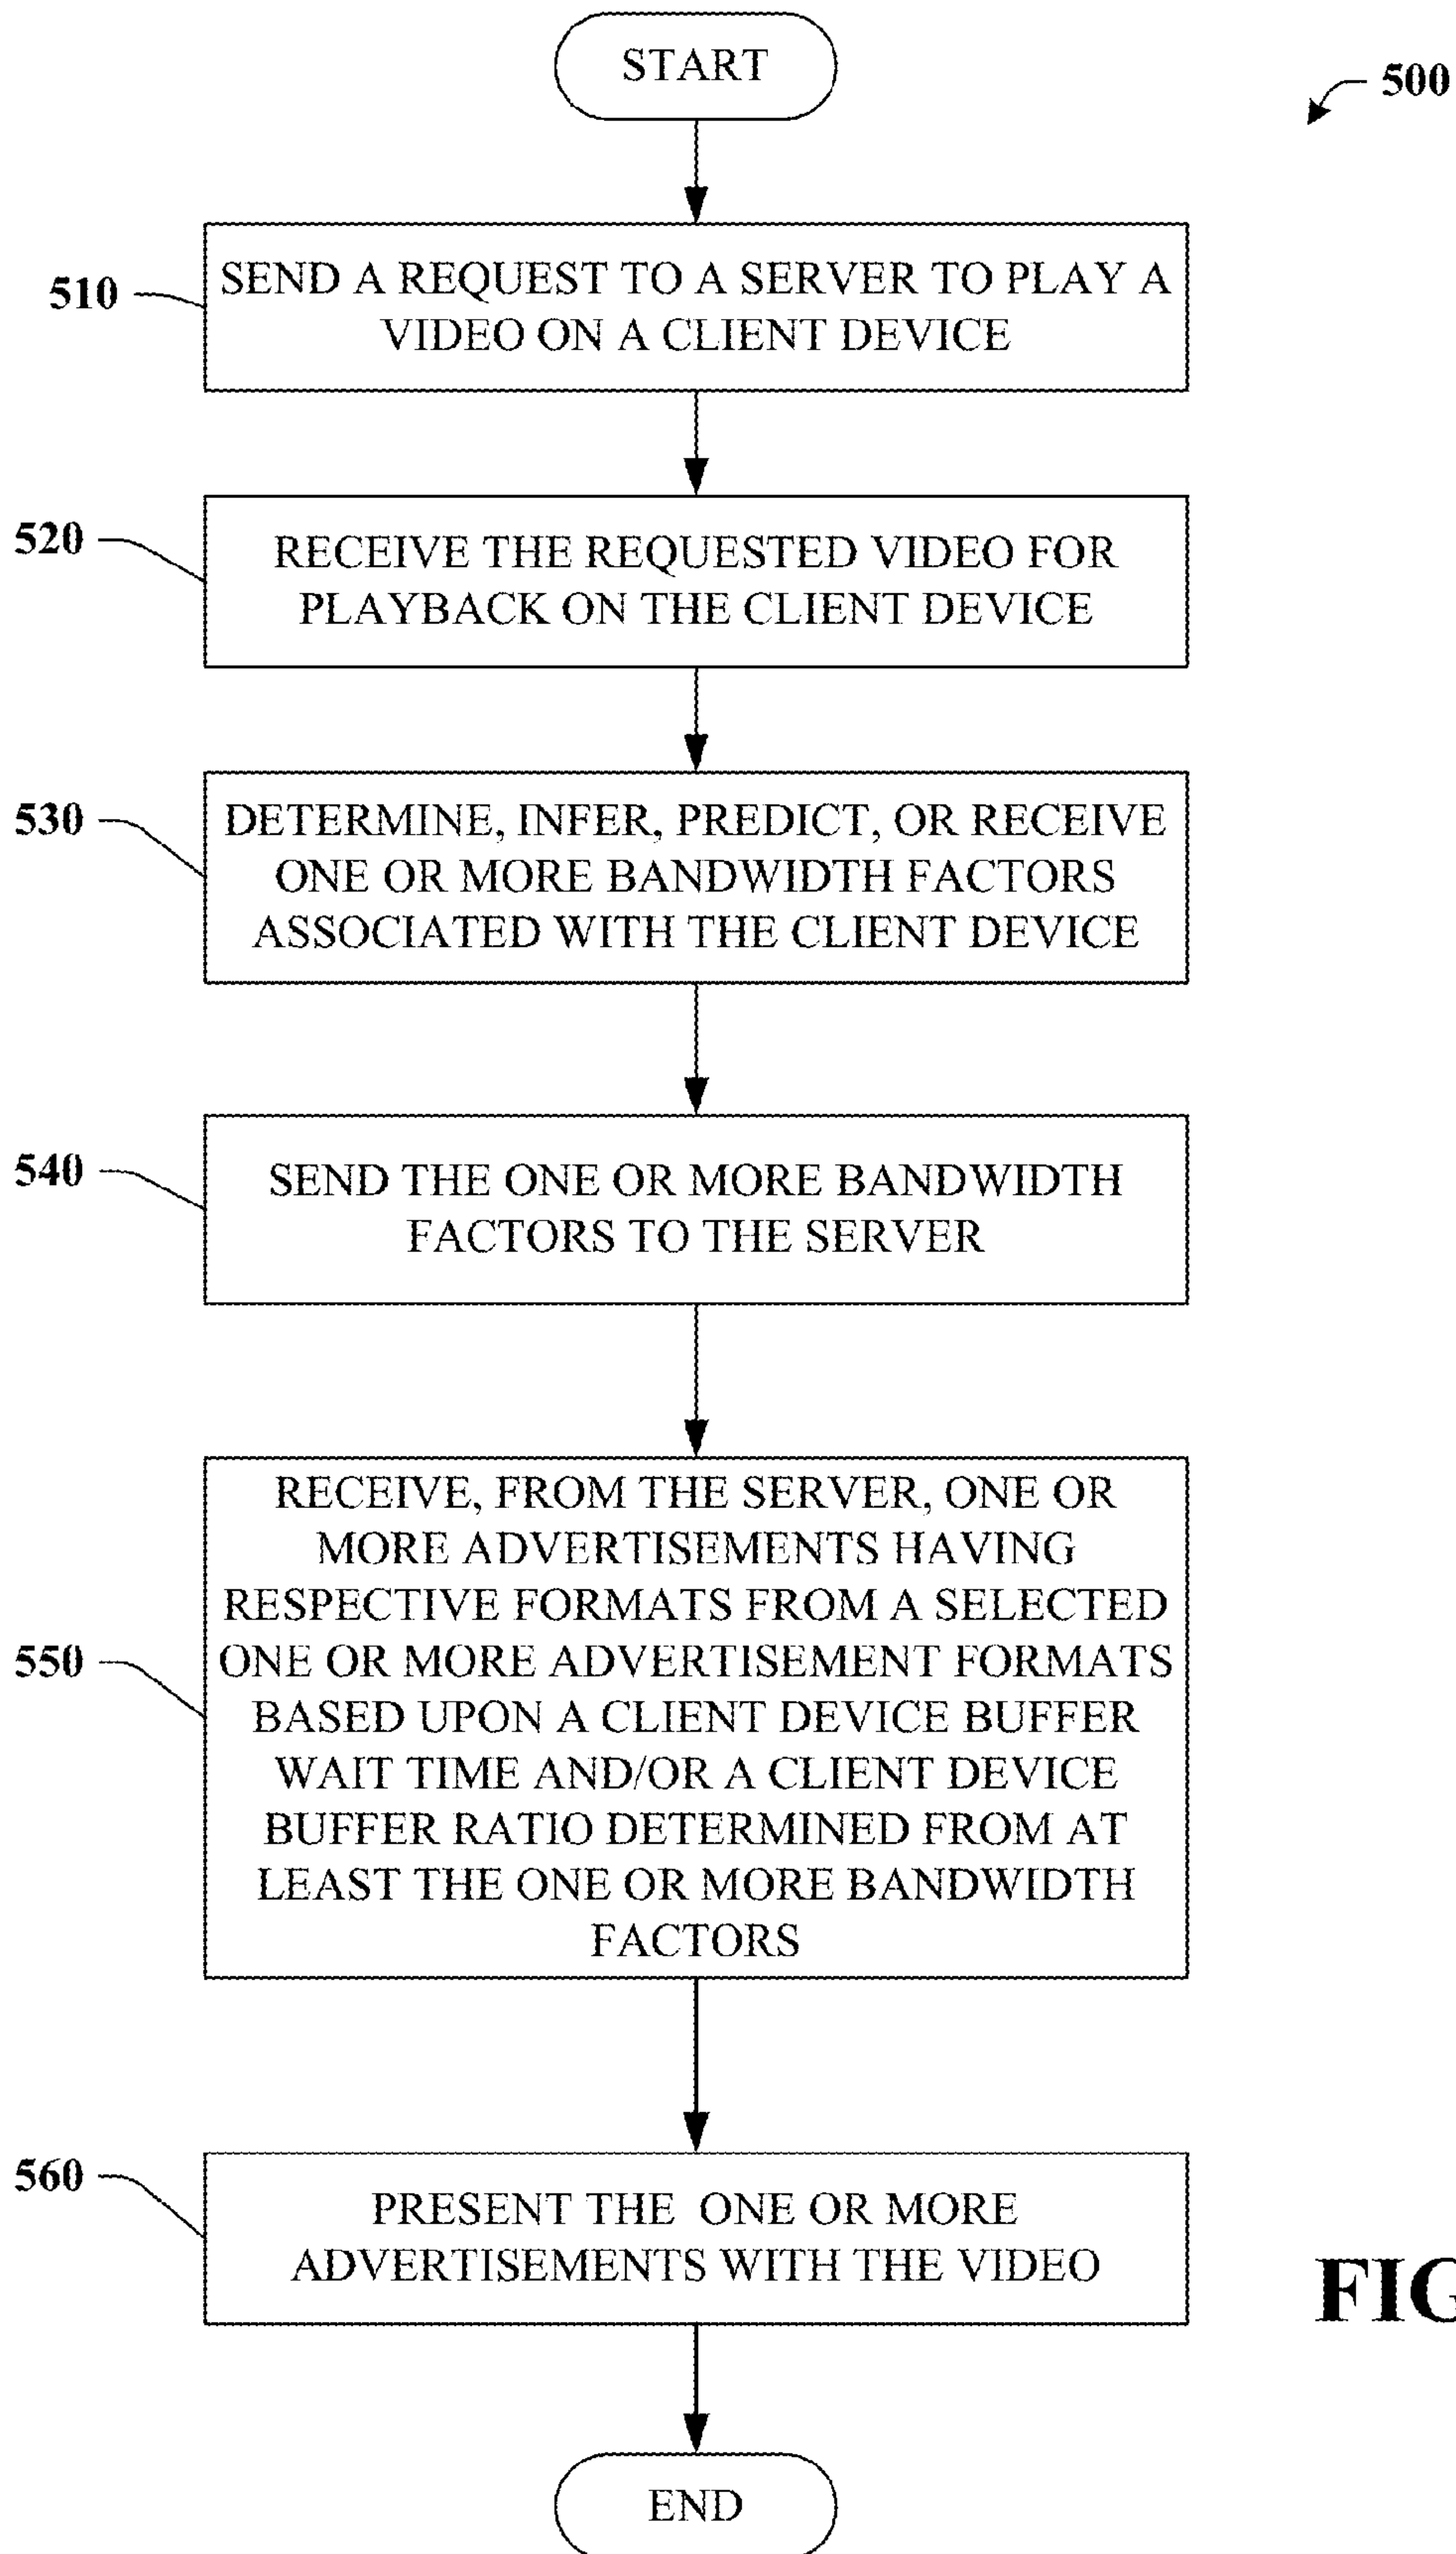 START
500
510
SEND A REQUEST TO A SERVER TO PLAY A
VIDEO ON A CLIENT DEVICE
520
RECEIVE THE REQUESTED VIDEO FOR
PLAYBACK ON THE CLIENT DEVICE
530
DETERMINE, INFER, PREDICT, OR RECEIVE
ONE OR MORE BANDWIDTH FACTORS
ASSOCIATED WITH THE CLIENT DEVICE
540
SEND THE ONE OR MORE BANDWIDTH
FACTORS TO THE SERVER
550
RECEIVE, FROM THE SERVER, ONE OR
MORE ADVERTISEMENTS HAVING
RESPECTIVE FORMATS FROM A SELECTED
ONE OR MORE ADVERTISEMENT FORMATS
BASED UPON A CLIENT DEVICE BUFFER
WAIT TIME AND/OR A CLIENT DEVICE
BUFFER RATIO DETERMINED FROM AT
LEAST THE ONE OR MORE BANDWIDTH
FACTORS
560
PRESENT THE ONE OR MORE
ADVERTISEMENTS WITH THE VIDEO
FIG
END